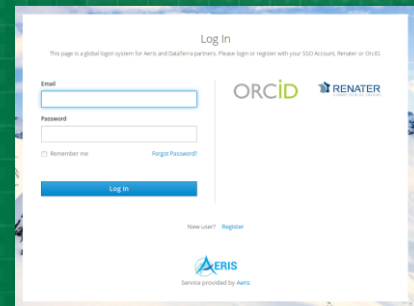 Log In
This page is a global logon system for Aeris and DataTerra partners. Please login or register with your SSO Account, Renater or OrcID.
Email
Password
Remember me
Forgot Password?
Log In
ORCID
RENATER
New user? Register
AERIS
Service provided by Aeris